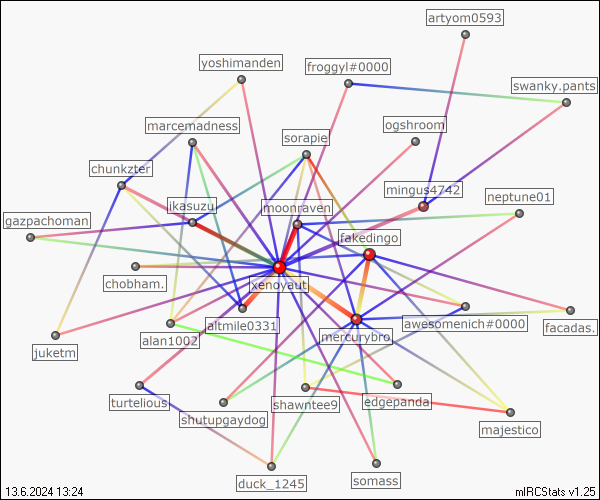 artyom0593
yoshimanden
froggyl#0000
swanky.pants
marcemadness
ogshroom
sorapie
chunkzter
mingus4742
neptune01
jkasuzu
moonraven
gazpachoman
fakedingo
chobham.
xenoyaut
altmile0331
awesomenich#0000
facadas.
alan1002
mercurybro
juketm
turtelious
shutupgaydog
shawntee9
edgepanda
majestico
duck_1245
somass
13.6.2024 13:24
mIRCStats v1.25